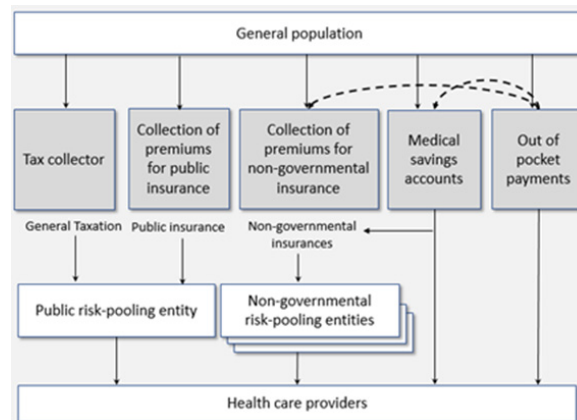 General population
Tax collector
Collection of
premiums
for public
insurance
Collection of
premiums for
non-governmental
insurance
Medical
savings
accounts
Out of
pocket
payments
General Taxation
Public insurance
Non-governmental
insurances
Public risk-pooling entity
Non-governmental
risk-pooling entities
Health care providers